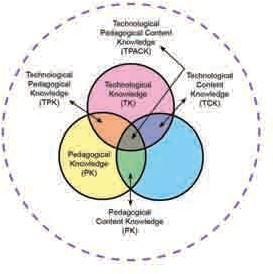 Technological
Pedagogical Content
Knowledge
(TPACK)
Technological
Pedagogical
Knowledge
(TPK)
Technological
Knowledge
(TK)
Technological
Content
Knowledge
(TCK)
Pedagogical
Knowledge
(PK)
Pedagogical
Content Knowledge
(PK)